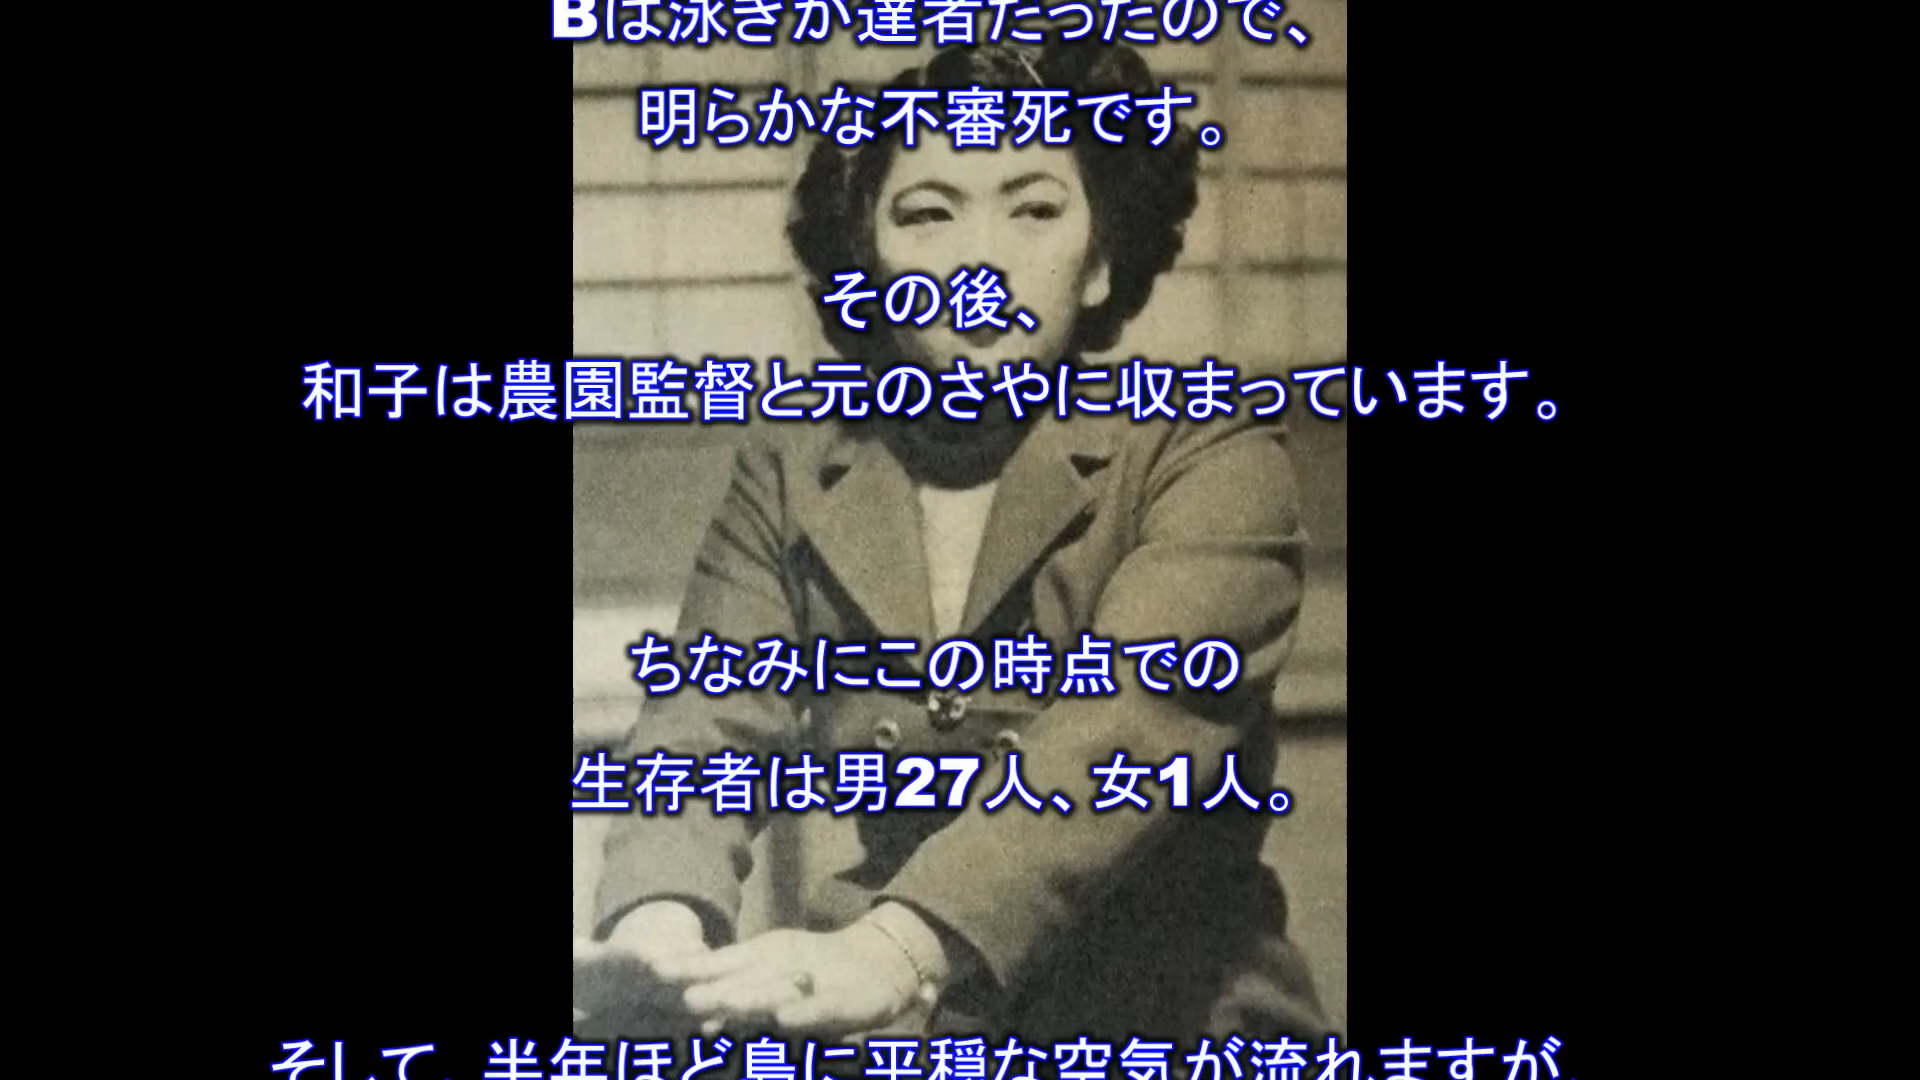 Bは泳ぎが達者だったので、
明らかな不審死です。
その後、
和子は農園監督と元のさやに収まっています。
ちなみにこの時点での
生存者は男27人、女1人。
そして、半年ほど島に平穏な空気が流れますが、